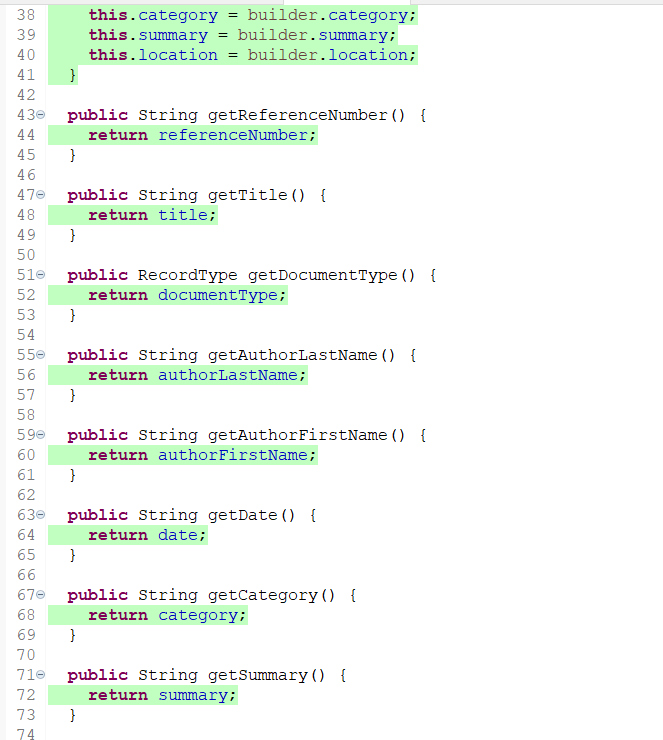 38 this.category = builder.category;
39 this.summary = builder.summary;
40 this.location = builder.location;
41 }
42
43 public String getReferenceNumber() {
44 return referenceNumber;
45 }
46
47 public String getTitle() {
48 return title;
49 }
50
51 public RecordType getDocumentType() {
52 return documentType;
53 }
54
55 public String getAuthorLastName() {
56 return authorLastName;
57 }
58
59 public String getAuthorFirstName() {
60 return authorFirstName;
61 }
62
63 public String getDate() {
64 return date;
65 }
66
67 public String getCategory() {
68 return category;
69 }
70
71 public String getSummary() {
72 return summary;
73 }
74